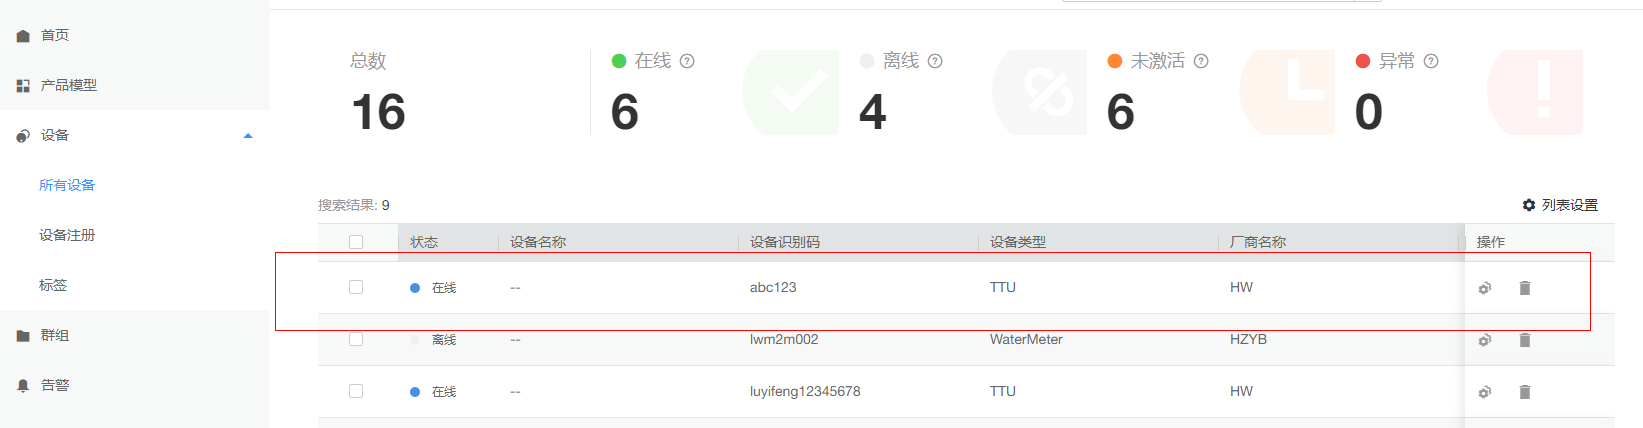 首页
产品模型
设备
所有设备
设备注册
标签
群组
告警
总数
16
在线
6
离线
4
未激活
6
异常
0
搜索结果: 9
列表设置
状态 设备名称 设备识别码 设备类型 厂商名称 操作
在线 -- abc123 TTU HW
离线 -- lwm2m002 WaterMeter HZYB
在线 -- luyifeng12345678 TTU HW